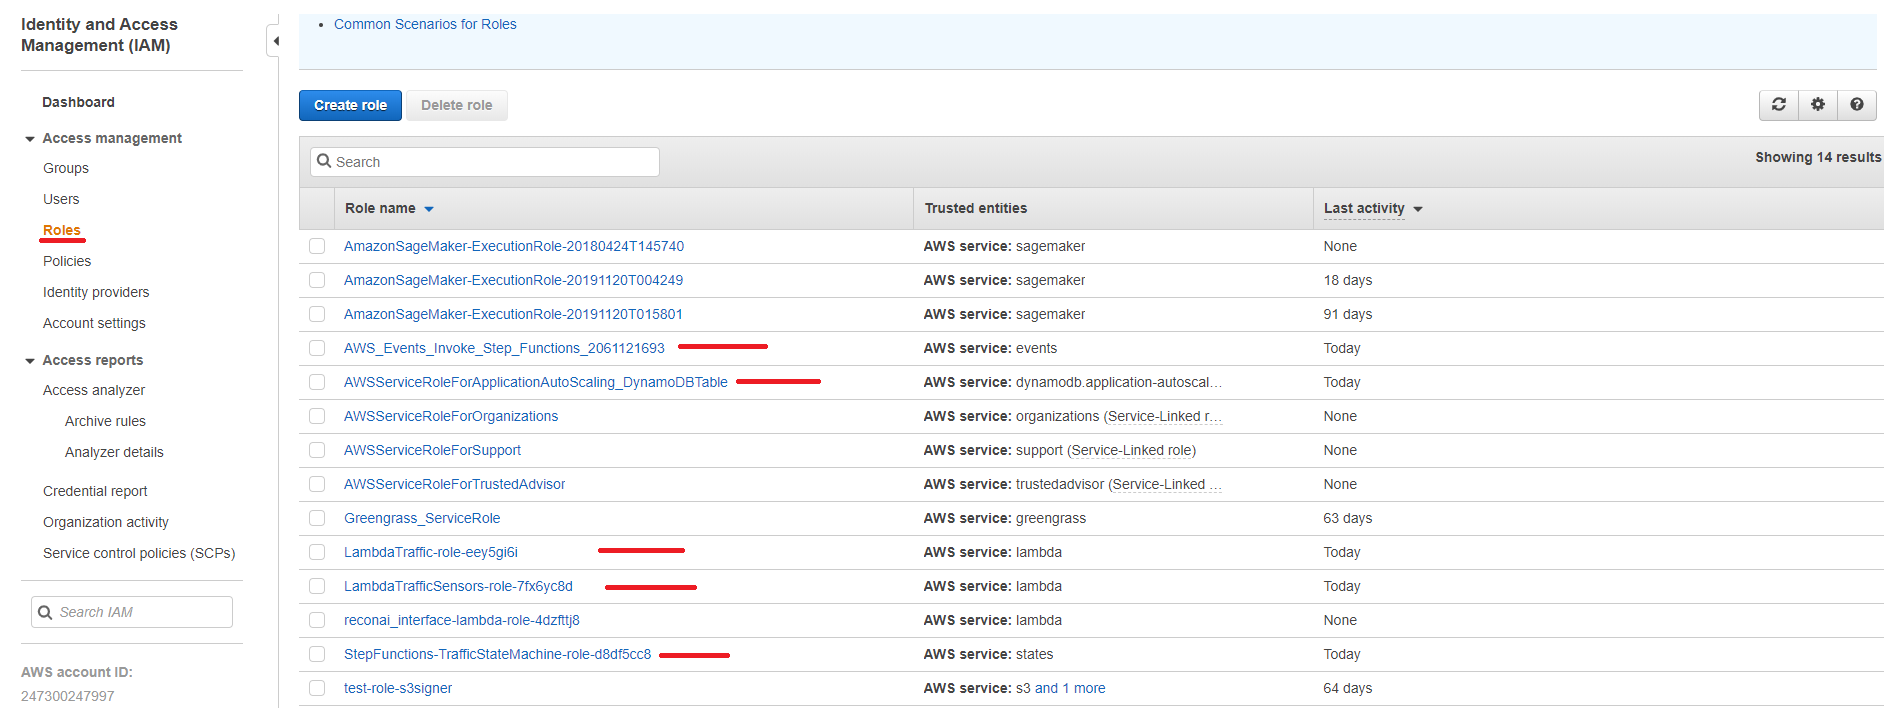 Identity and Access
Management (IAM)
Dashboard
Access management
Groups
Users
Roles
Policies
Identity providers
Account settings
Access reports
Access analyzer
Archive rules
Analyzer details
Credential report
Organization activity
Service control policies (SCPs)
Search IAM
AWS account ID:
247300247997
Common Scenarios for Roles
Create role Delete role
Search
Showing 14 results
Role name Trusted entities Last activity
AmazonSageMaker-ExecutionRole-20180424T145740 AWS service: sagemaker None
AmazonSageMaker-ExecutionRole-20191120T004249 AWS service: sagemaker 18 days
AmazonSageMaker-ExecutionRole-20191120T015801 AWS service: sagemaker 91 days
AWS_Events_Invoke_Step_Functions_2061121693 AWS service: events Today
AWSServiceRoleForApplicationAutoScaling_DynamoDBTable AWS service: dynamodb.application-autoscal… Today
AWSServiceRoleForOrganizations AWS service: organizations (Service-Linked r… None
AWSServiceRoleForSupport AWS service: support (Service-Linked role) None
AWSServiceRoleForTrustedAdvisor AWS service: trustedadvisor (Service-Linked … None
Greengrass_ServiceRole AWS service: greengrass 63 days
LambdaTraffic-role-eey5gi6i AWS service: lambda Today
LambdaTrafficSensors-role-7fx6yc8d AWS service: lambda Today
reconai_interface-lambda-role-4dzfttj8 AWS service: lambda None
StepFunctions-TrafficStateMachine-role-d8df5cc8 AWS service: states Today
test-role-s3signer AWS service: s3 and 1 more 64 days